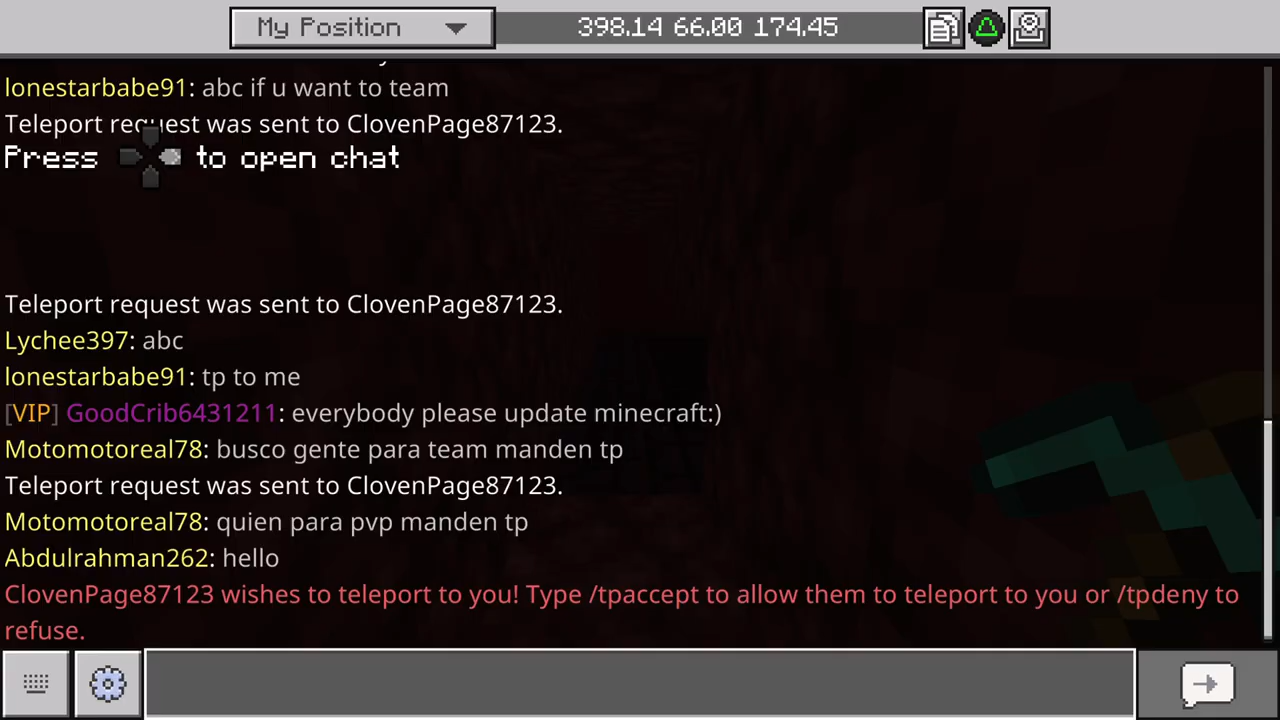 My Position
398.14 66.00 174.45
lonestarbabe91: abc if u want to team
Teleport request was sent to ClovenPage87123.
Press to open chat
Teleport request was sent to ClovenPage87123.
Lychee397: abc
lonestarbabe91: tp to me
[VIP] GoodCrib6431211: everybody please update minecraft:)
Motomotoreal78: busco gente para team manden tp
Teleport request was sent to ClovenPage87123.
Motomotoreal78: quien para pvp manden tp
Abdulrahman262: hello
ClovenPage87123 wishes to teleport to you! Type /tpaccept to allow them to teleport to you or /tpdeny to
refuse.